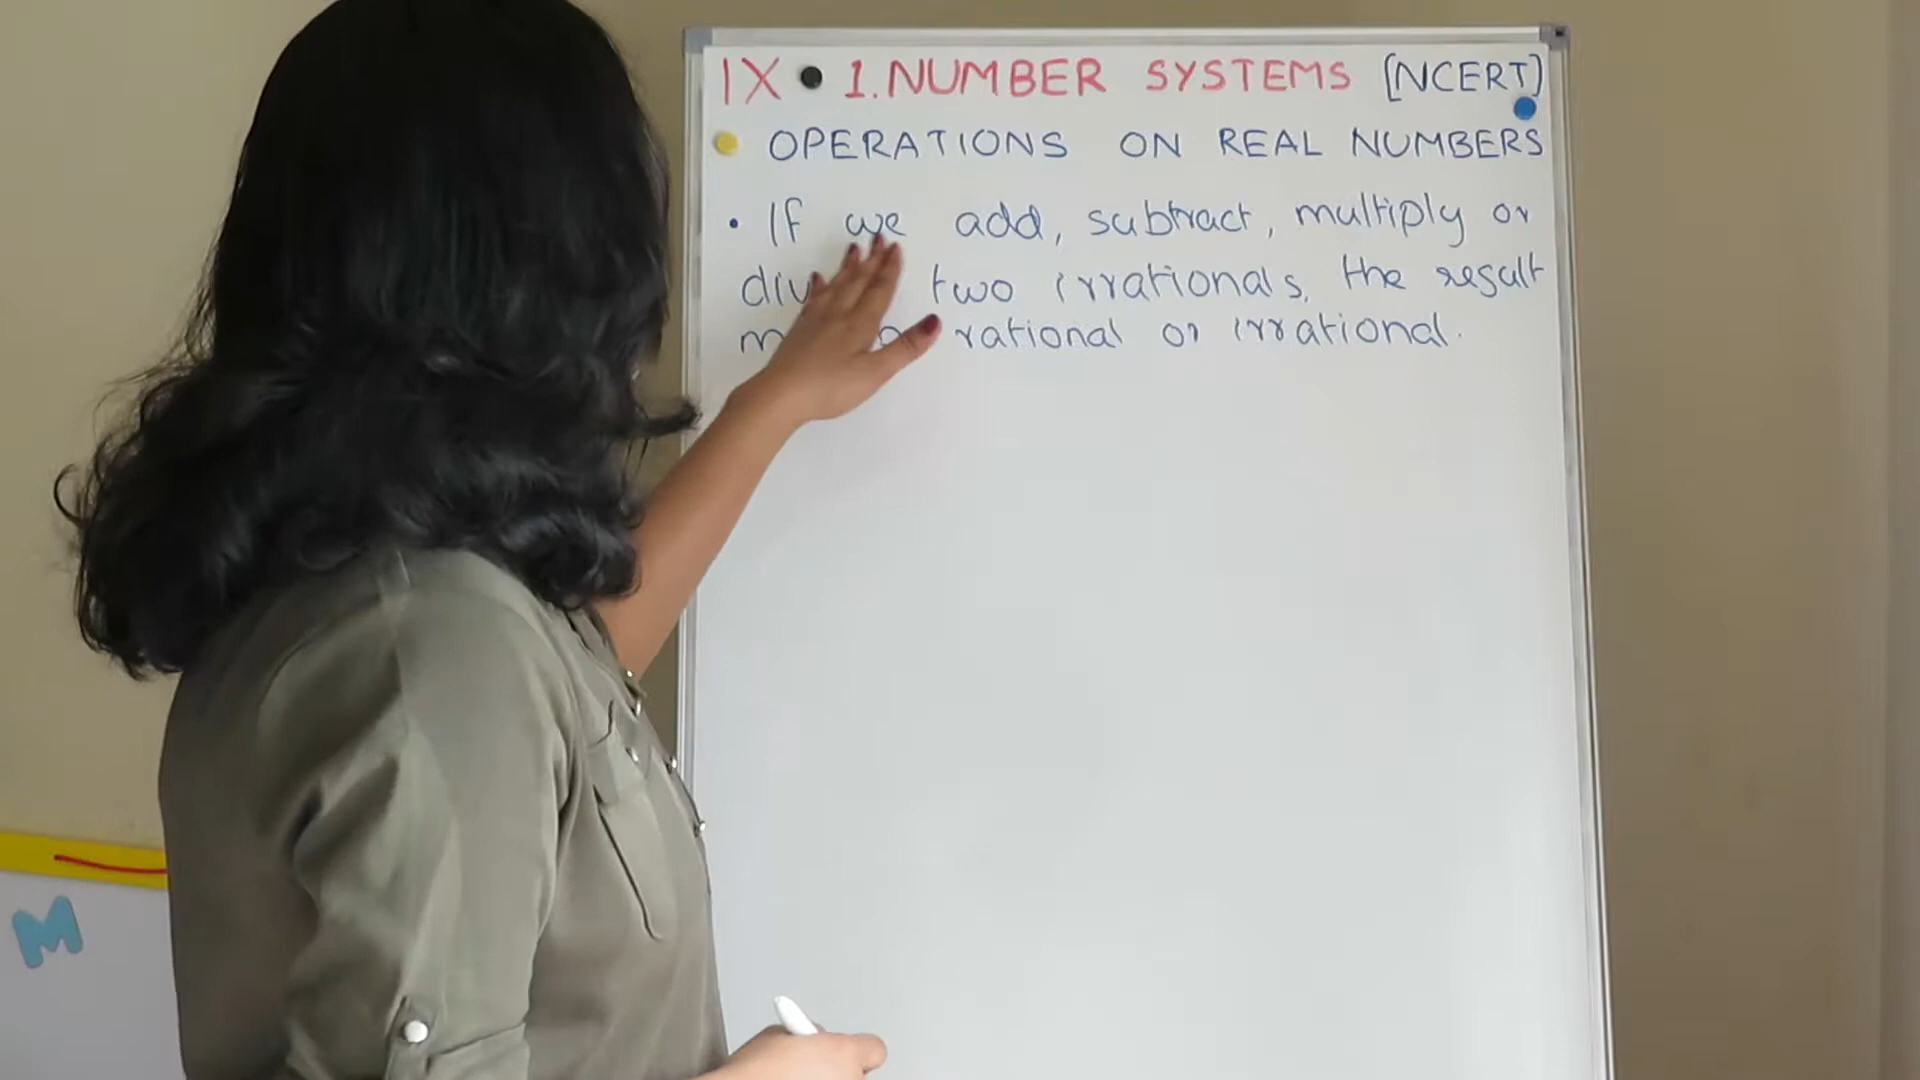 IX • 1. NUMBER SYSTEMS [NCERT]
OPERATIONS ON REAL NUMBERS
• If we add, subtract, multiply or
two irrationals, the result
rational or irrational.
M